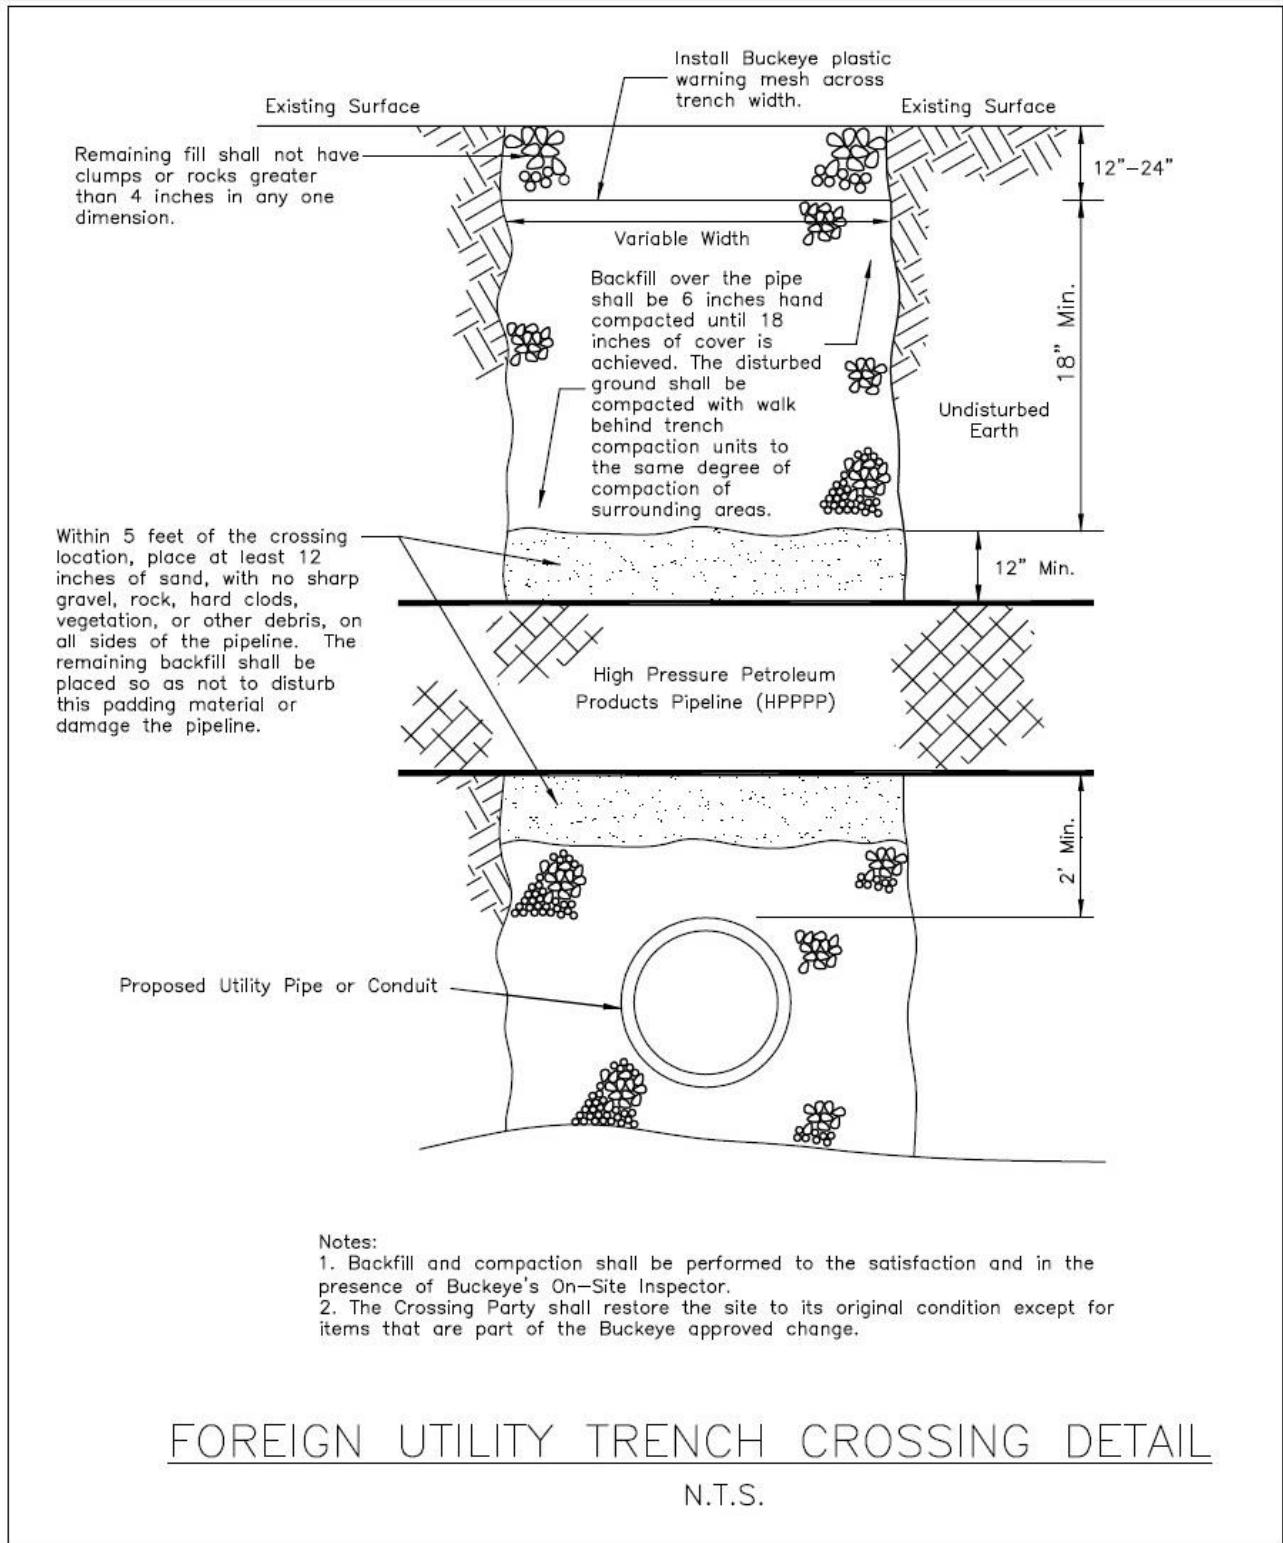 Install Buckeye plastic
warning mesh across
trench width.
Existing Surface
Existing Surface
Remaining fill shall not have
clumps or rocks greater
than 4 inches in any one
dimension.
12"–24"
Variable Width
Backfill over the pipe
shall be 6 inches hand
compacted until 18
inches of cover is
achieved. The disturbed
ground shall be
compacted with walk
behind trench
compaction units to
the same degree of
compaction of
surrounding areas.
18" Min.
Undisturbed
Earth
Within 5 feet of the crossing
location, place at least 12
inches of sand, with no sharp
gravel, rock, hard clods,
vegetation, or other debris, on
all sides of the pipeline. The
remaining backfill shall be
placed so as not to disturb
this padding material or
damage the pipeline.
12" Min.
High Pressure Petroleum
Products Pipeline (HPPPP)
2' Min.
Proposed Utility Pipe or Conduit
Notes:
1. Backfill and compaction shall be performed to the satisfaction and in the
presence of Buckeye's On–Site Inspector.
2. The Crossing Party shall restore the site to its original condition except for
items that are part of the Buckeye approved change.
FOREIGN UTILITY TRENCH CROSSING DETAIL
N.T.S.